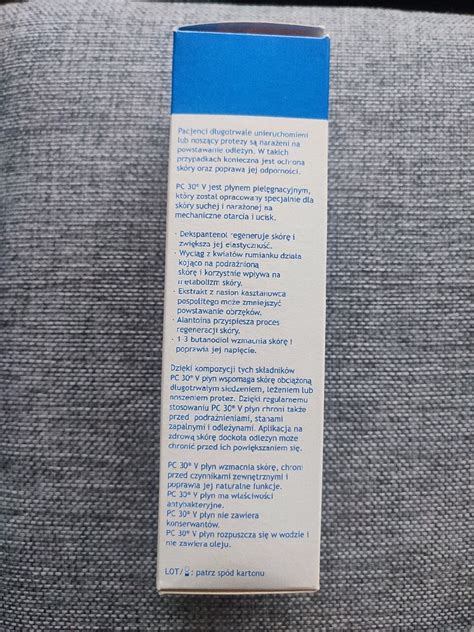 Pacjenci długotrwale unieruchomieni
lub noszący protezy są narażeni na
powstawanie odleżyn. W takich
przypadkach konieczna jest ochrona
skóry oraz poprawa jej odporności.
PC 30® V jest płynem pielęgnacyjnym,
który został opracowany specjalnie dla
skóry suchej i narażonej na
mechaniczne otarcia i ucisk.
- Dekspantenol regeneruje skórę i
zwiększa jej elastyczność.
- Wyciąg z kwiatów rumianku działa
kojąco na podrażnioną
skórę i korzystnie wpływa na
metabolizm skóry.
- Ekstrakt z nasion kasztanowca
pospolitego może zmniejszyć
powstawanie obrzęków.
- Alantoina przyspiesza proces
regeneracji skóry.
- 1-3 butanodiol wzmacnia skórę i
poprawia jej napięcie.
Dzięki kompozycji tych składników
PC 30® V płyn wspomaga skórę obciążoną
długotrwałym siedzeniem, leżeniem lub
noszeniem protez. Dzięki regularnemu
stosowaniu PC 30® V płyn chroni także
przed podrażnieniami, stanami
zapalnymi i odleżynami. Aplikacja na
zdrową skórę dookoła odleżyn może
chronić przed ich powiększaniem się.
PC 30® V płyn wzmacnia skórę, chroni
przed czynnikami zewnętrznymi i
poprawia jej naturalne funkcje.
PC 30® V płyn ma właściwości
antybakteryjne.
PC 30® V płyn nie zawiera
konserwantów.
PC 30® V płyn rozpuszcza się w wodzie i
nie zawiera oleju.
LOT/⌛: patrz spód kartonu